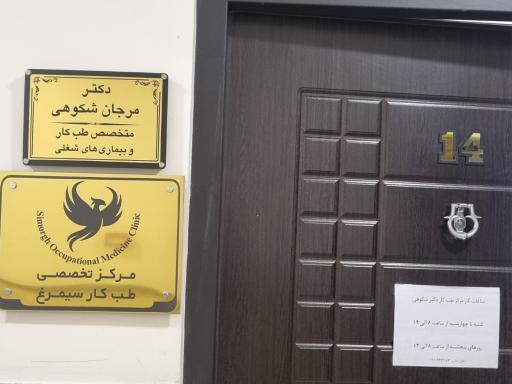 دکتر
مرجان شکوهی
متخصص طب کار
و بیماری های شغلی
Simurgh Occupational Medicine Clinic
مرکز تخصصی
طب کار سیمرغ
14
ساعات کار مرکز طب کار دکتر شکوهی
شنبه تا چهارشنبه از ساعت ۸ الی ۱۴
روزهای پنجشنبه از ساعت ۸ الی ۱۲